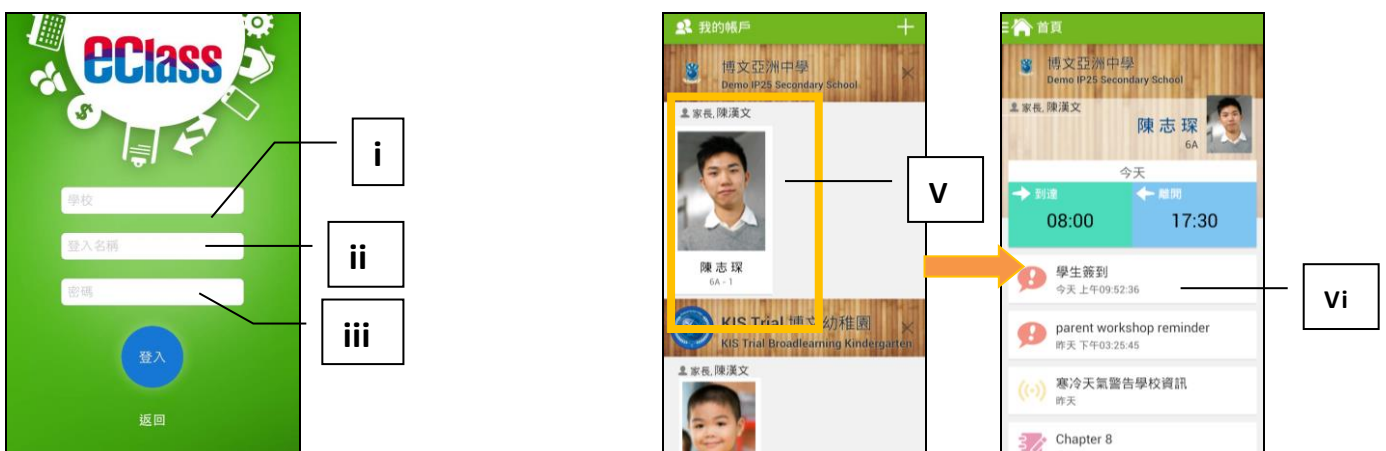 eClass
學校
登入名稱
密碼
登入
返回
i
ii
iii
我的帳戶
博文亞洲中學
Demo IP25 Secondary School
家長, 陳漢文
陳 志 琛
6A - 1
KIS Trial 博文幼稚園
KIS Trial Broadlearning Kindergarten
家長, 陳漢文
V
首頁
博文亞洲中學
Demo IP25 Secondary School
家長, 陳漢文
陳 志 琛
6A
今天
到達
離開
08:00
17:30
學生簽到
今天 上午09:52:36
parent workshop reminder
昨天 下午03:25:45
寒冷天氣警告學校資訊
昨天
Chapter 8
Vi